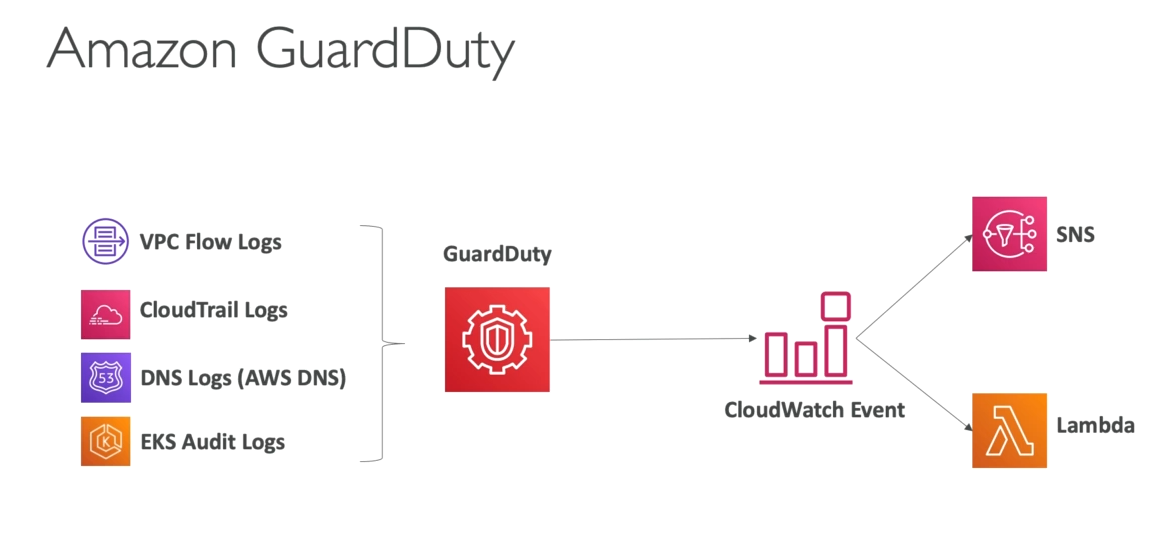 Amazon GuardDuty
VPC Flow Logs
CloudTrail Logs
53
DNS Logs (AWS DNS)
K
EKS Audit Logs
GuardDuty
CloudWatch Event
SNS
Lambda